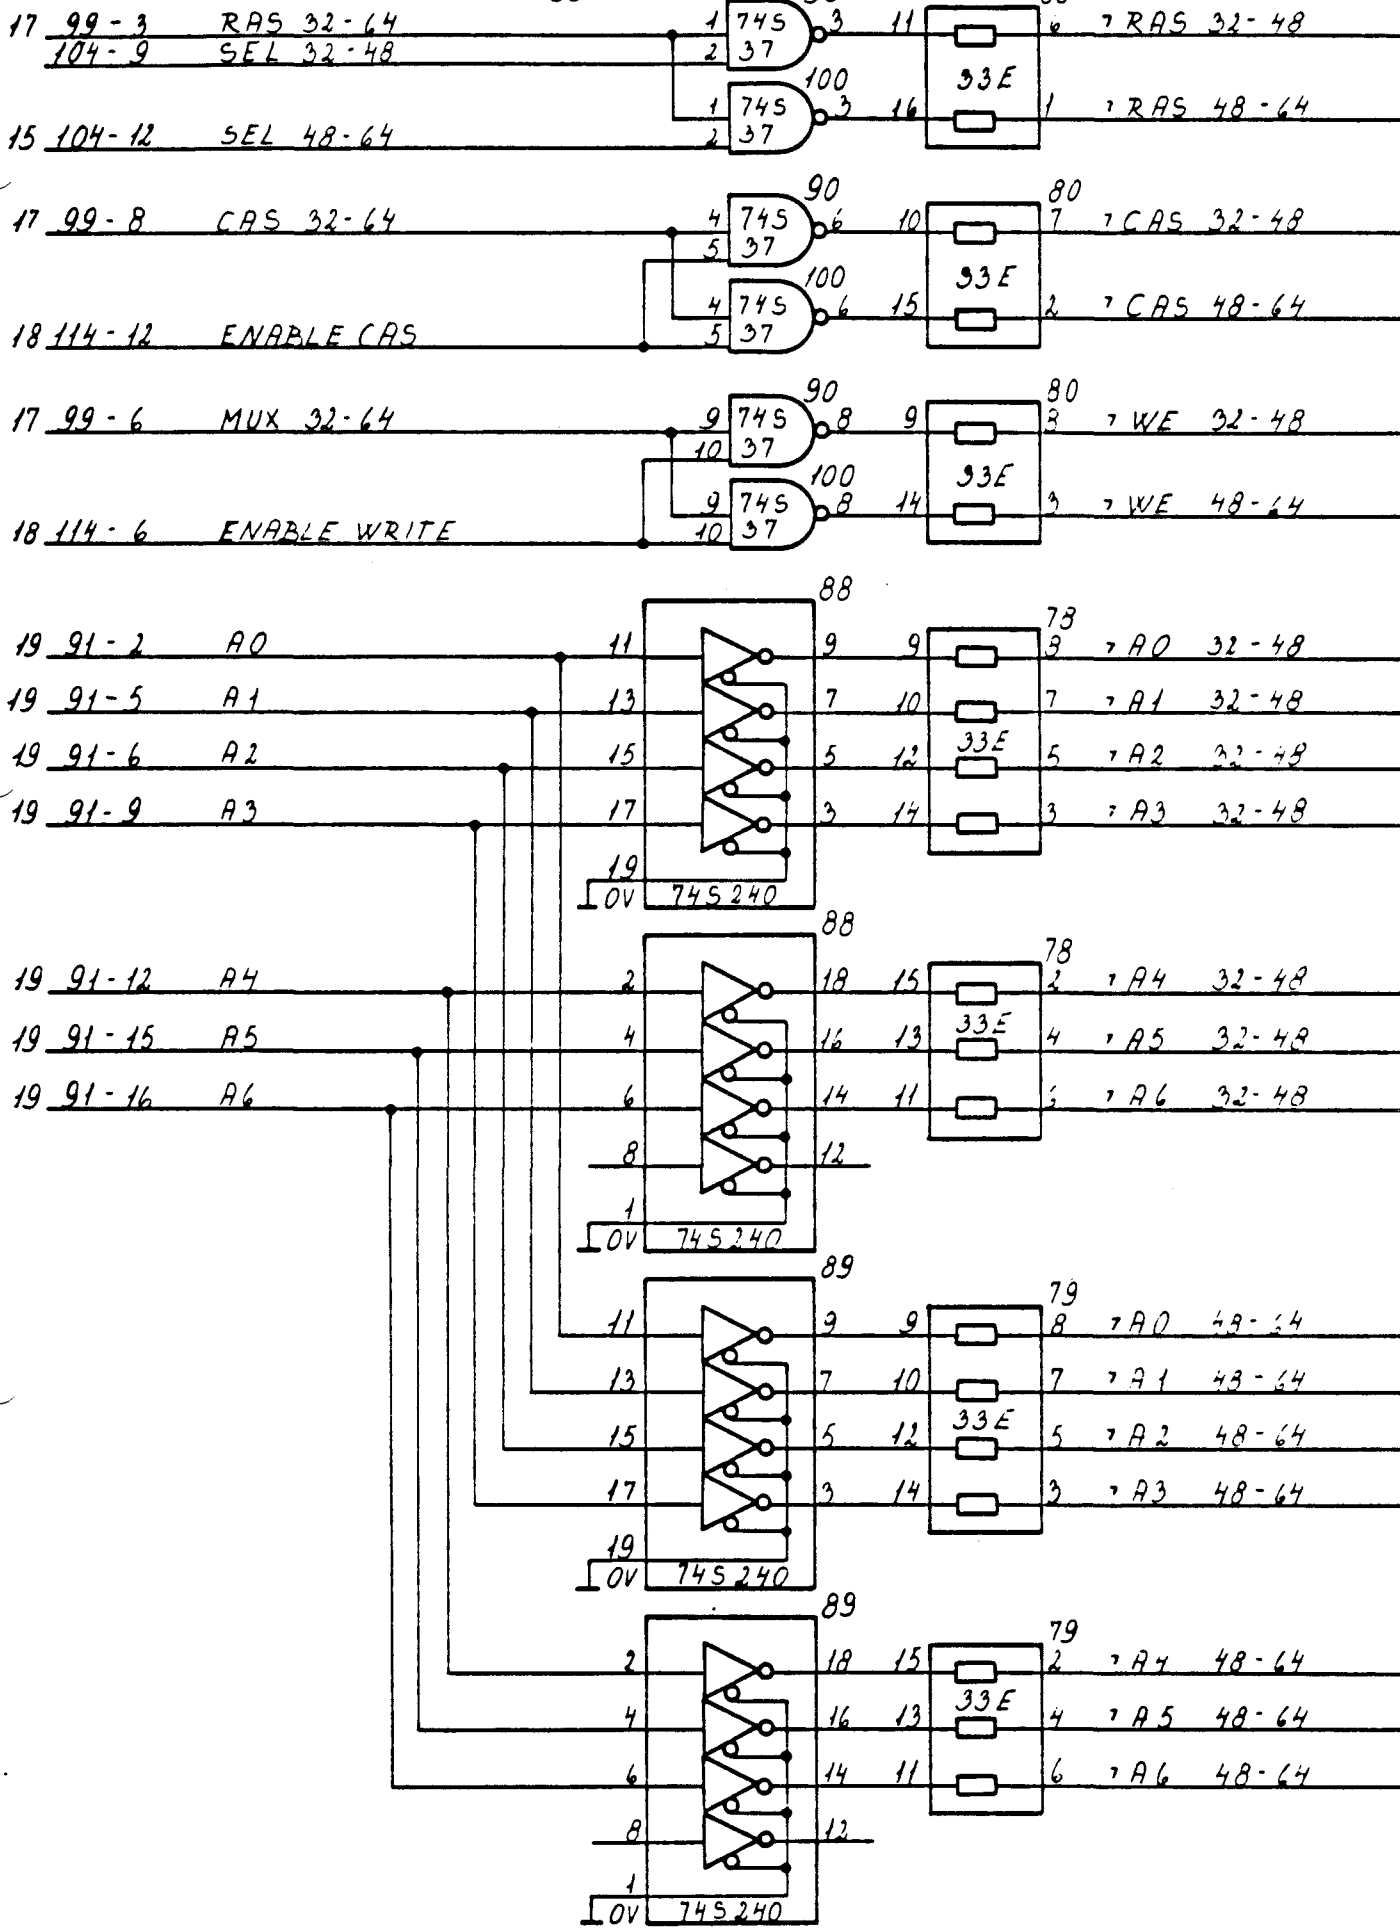 17 99-3 RAS 32-64 1 74S 37 3 11 6 ¬RAS 32-48
104-9 SEL 32-48 2
33E
100
1 74S 37 3 16 1 ¬RAS 48-64
15 104-12 SEL 48-64 2
90 80
17 99-8 CAS 32-64 4 74S 37 6 10 7 ¬CAS 32-48
5
33E
100
4 74S 37 6 15 2 ¬CAS 48-64
18 114-12 ENABLE CAS 5
90 80
17 99-6 MUX 32-64 9 74S 37 8 9 8 ¬WE 32-48
10
33E
100
9 74S 37 8 14 3 ¬WE 48-64
18 114-6 ENABLE WRITE 10
88
78
19 91-2 A0 11 9 9 8 ¬A0 32-48
19 91-5 A1 13 7 10 7 ¬A1 32-48
33E
19 91-6 A2 15 5 12 5 ¬A2 32-48
19 91-9 A3 17 3 14 3 ¬A3 32-48
19
0V 74S240
88
78
19 91-12 A4 2 18 15 2 ¬A4 32-48
33E
19 91-15 A5 4 16 13 4 ¬A5 32-48
19 91-16 A6 6 14 11 ¬A6 32-48
8 12
1
0V 74S240
89
79
11 9 9 8 ¬A0 48-64
13 7 10 7 ¬A1 48-64
33E
15 5 12 5 ¬A2 48-64
17 3 14 3 ¬A3 48-64
19
0V 74S240
89
79
2 18 15 2 ¬A4 48-64
33E
4 16 13 4 ¬A5 48-64
6 14 11 6 ¬A6 48-64
8 12
1
0V 74S240